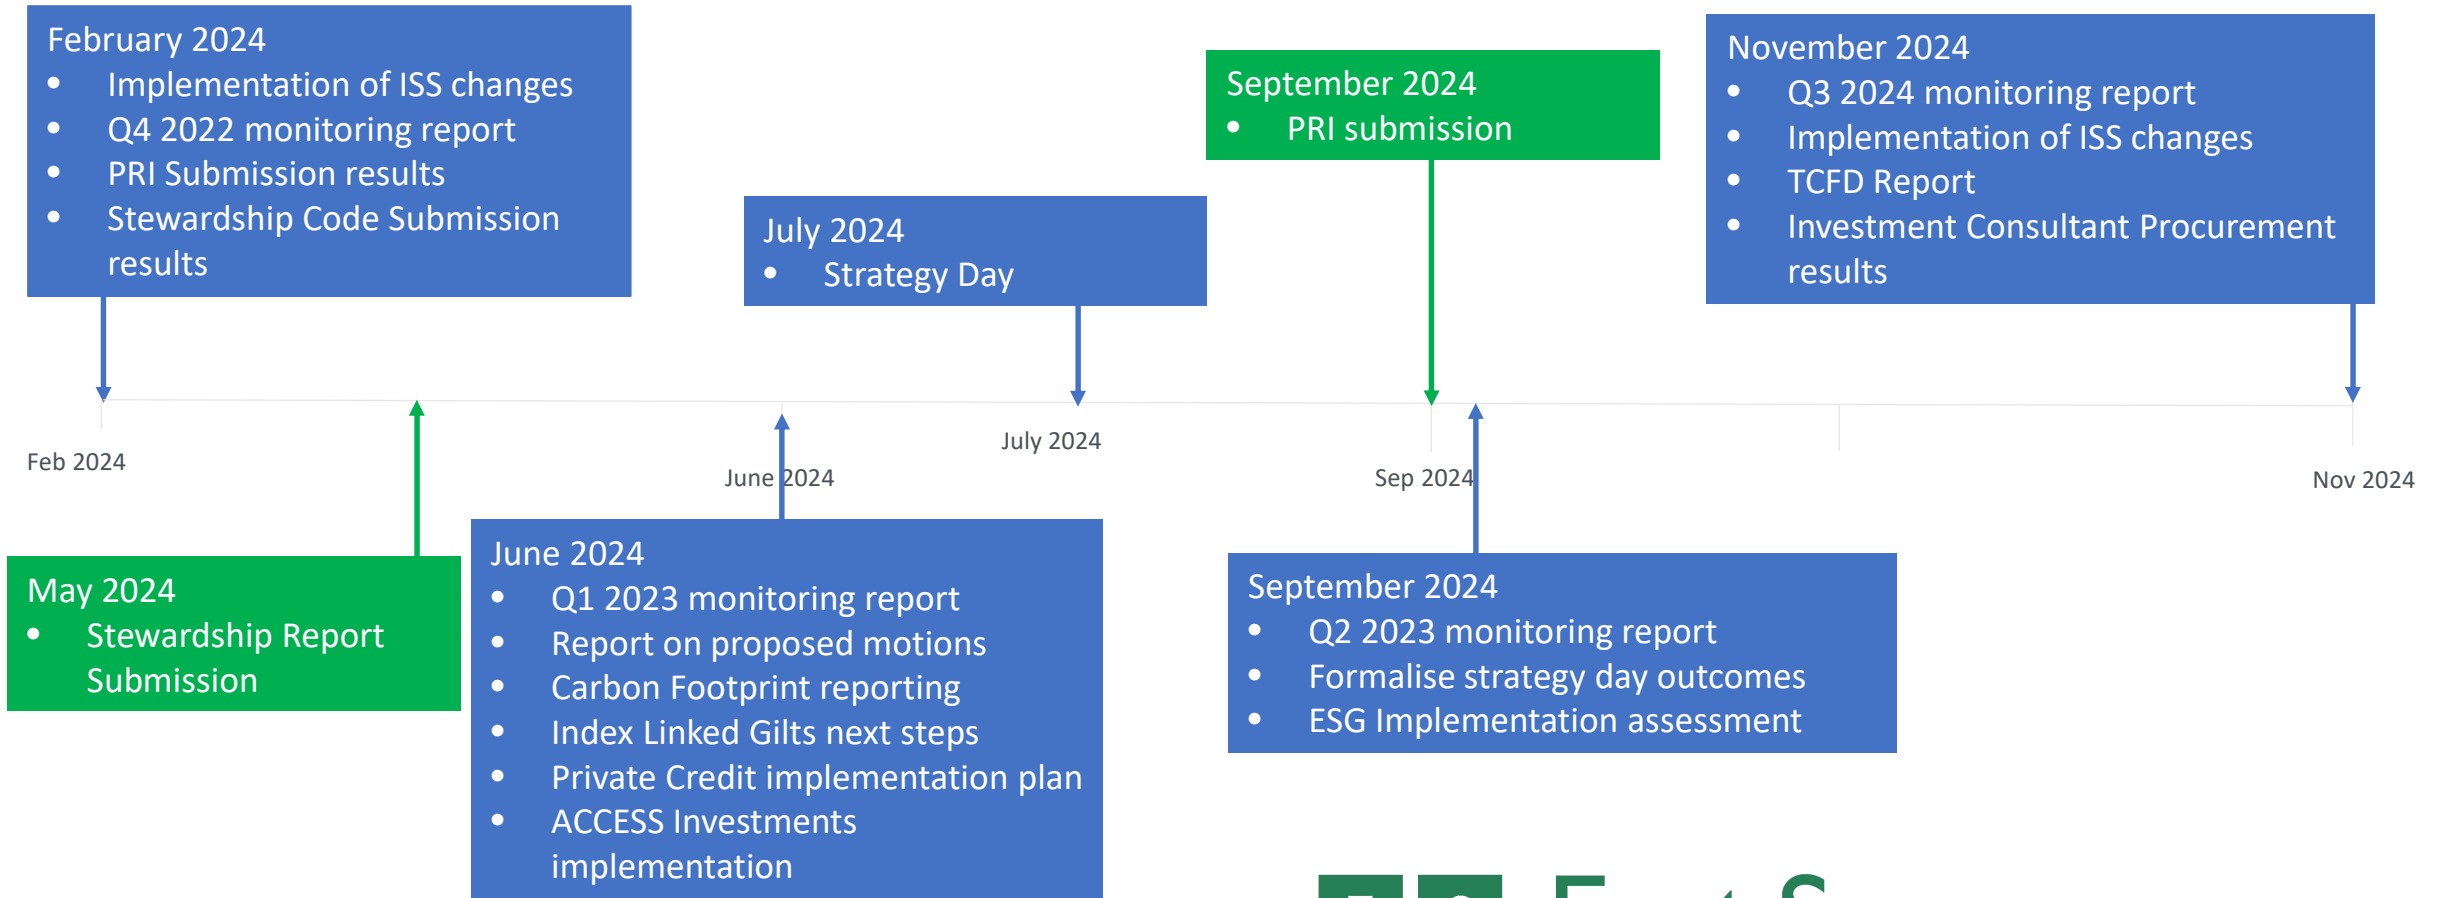 February 2024
• Implementation of ISS changes
• Q4 2022 monitoring report
• PRI Submission results
• Stewardship Code Submission
results
July 2024
• Strategy Day
September 2024
• PRI submission
November 2024
• Q3 2024 monitoring report
• Implementation of ISS changes
• TCFD Report
• Investment Consultant Procurement
results
Feb 2024
June 2024
July 2024
Sep 2024
Nov 2024
May 2024
• Stewardship Report
Submission
June 2024
• Q1 2023 monitoring report
• Report on proposed motions
• Carbon Footprint reporting
• Index Linked Gilts next steps
• Private Credit implementation plan
• ACCESS Investments
implementation
September 2024
• Q2 2023 monitoring report
• Formalise strategy day outcomes
• ESG Implementation assessment